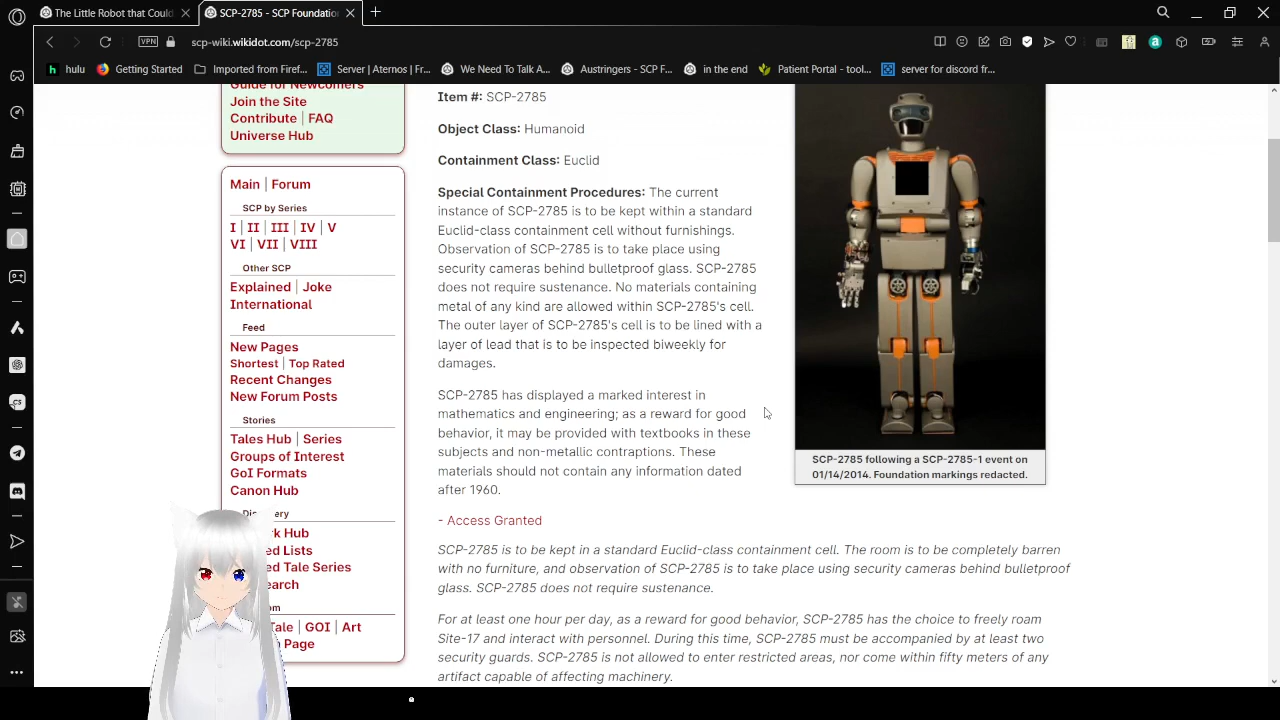 The Little Robot that Could
SCP-2785 - SCP Foundation
VPN
scp-wiki.wikidot.com/scp-2785
hulu
Getting Started
Imported from Firef...
Server | Aternos | Fr...
We Need To Talk A...
Austringers - SCP F...
in the end
Patient Portal - tool...
server for discord fr...
Guide for Newcomers
Join the Site
Contribute | FAQ
Universe Hub
Main | Forum
SCP by Series
I | II | III | IV | V
VI | VII | VIII
Other SCP
Explained | Joke
International
Feed
New Pages
Shortest | Top Rated
Recent Changes
New Forum Posts
Stories
Tales Hub | Series
Groups of Interest
GoI Formats
Canon Hub
Hub
Tale Series
Tale | GOI | Art
Page
Item #: SCP-2785
Object Class: Humanoid
Containment Class: Euclid
Special Containment Procedures: The current
instance of SCP-2785 is to be kept within a standard
Euclid-class containment cell without furnishings.
Observation of SCP-2785 is to take place using
security cameras behind bulletproof glass. SCP-2785
does not require sustenance. No materials containing
metal of any kind are allowed within SCP-2785's cell.
The outer layer of SCP-2785's cell is to be lined with a
layer of lead that is to be inspected biweekly for
damages.
SCP-2785 has displayed a marked interest in
mathematics and engineering; as a reward for good
behavior, it may be provided with textbooks in these
subjects and non-metallic contraptions. These
materials should not contain any information dated
after 1960.
- Access Granted
SCP-2785 is to be kept in a standard Euclid-class containment cell. The room is to be completely barren
with no furniture, and observation of SCP-2785 is to take place using security cameras behind bulletproof
glass. SCP-2785 does not require sustenance.
For at least one hour per day, as a reward for good behavior, SCP-2785 has the choice to freely roam
Site-17 and interact with personnel. During this time, SCP-2785 must be accompanied by at least two
security guards. SCP-2785 is not allowed to enter restricted areas, nor come within fifty meters of any
artifact capable of affecting machinery.
SCP-2785 following a SCP-2785-1 event on
01/14/2014. Foundation markings redacted.